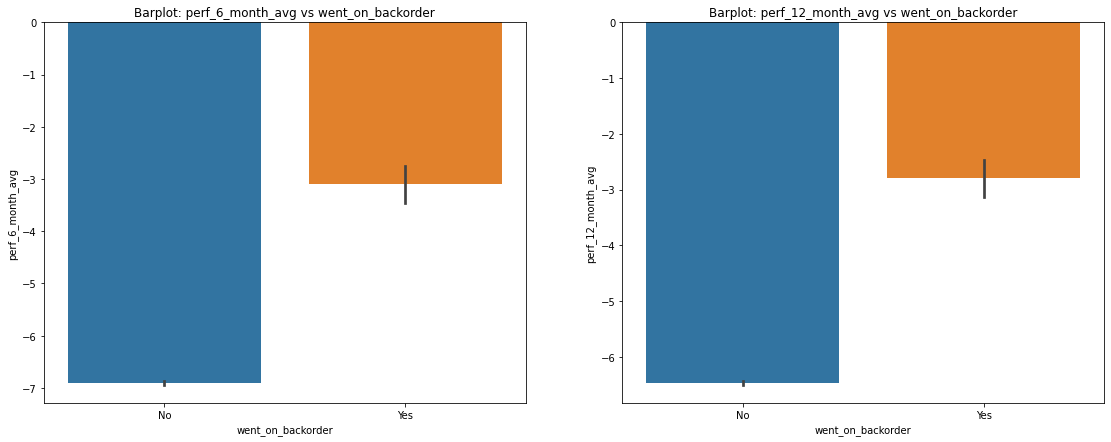 Barplot: perf_6_month_avg vs went_on_backorder
0
−1
−2
−3
−4
−5
−6
−7
perf_6_month_avg
No
Yes
went_on_backorder
Barplot: perf_12_month_avg vs went_on_backorder
0
−1
−2
−3
−4
−5
−6
perf_12_month_avg
No
Yes
went_on_backorder